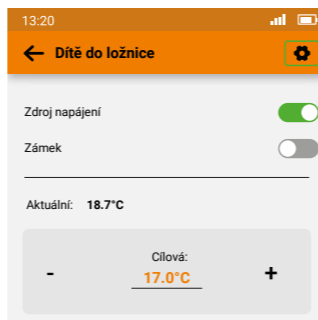 13:20
Dítě do ložnice
Zdroj napájení
Zámek
Aktuální: 18.7°C
Cílová:
- 17.0°C +